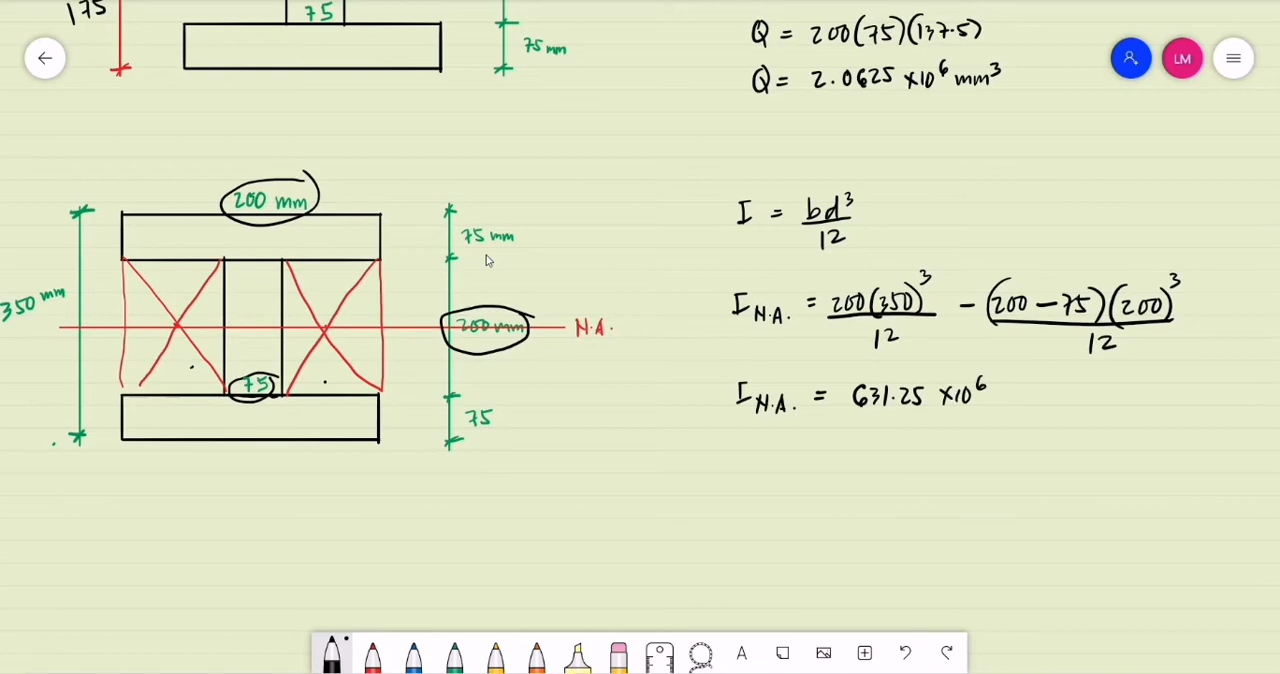 175
75
75 mm
Q = 200(75)(137.5)
Q = 2.0625 ×10⁶ mm³
LM
200 mm
75 mm
350 mm
200 mm
N.A.
75
75
I = bd³/12
I N.A. = 200(350)³/12 − (200 − 75)(200)³/12
I N.A. = 631.25 ×10⁶
A